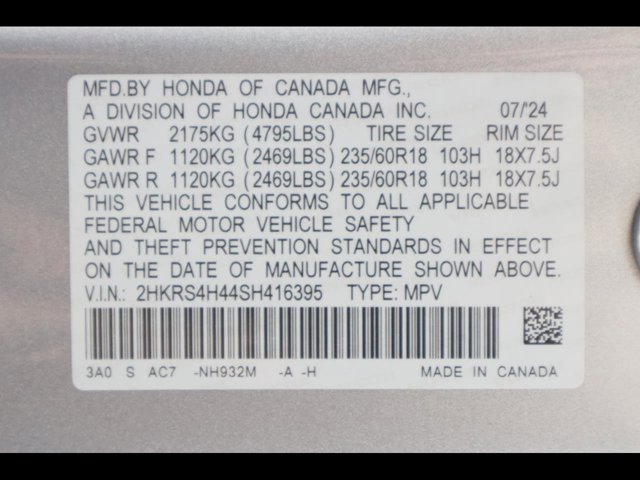 MFD.BY HONDA OF CANADA MFG.,
A DIVISION OF HONDA CANADA INC. 07/'24
GVWR 2175KG (4795LBS) TIRE SIZE RIM SIZE
GAWR F 1120KG (2469LBS) 235/60R18 103H 18X7.5J
GAWR R 1120KG (2469LBS) 235/60R18 103H 18X7.5J
THIS VEHICLE CONFORMS TO ALL APPLICABLE
FEDERAL MOTOR VEHICLE SAFETY
AND THEFT PREVENTION STANDARDS IN EFFECT
ON THE DATE OF MANUFACTURE SHOWN ABOVE.
V.I.N.: 2HKRS4H44SH416395 TYPE: MPV
3A0 S AC7 -NH932M -A -H MADE IN CANADA